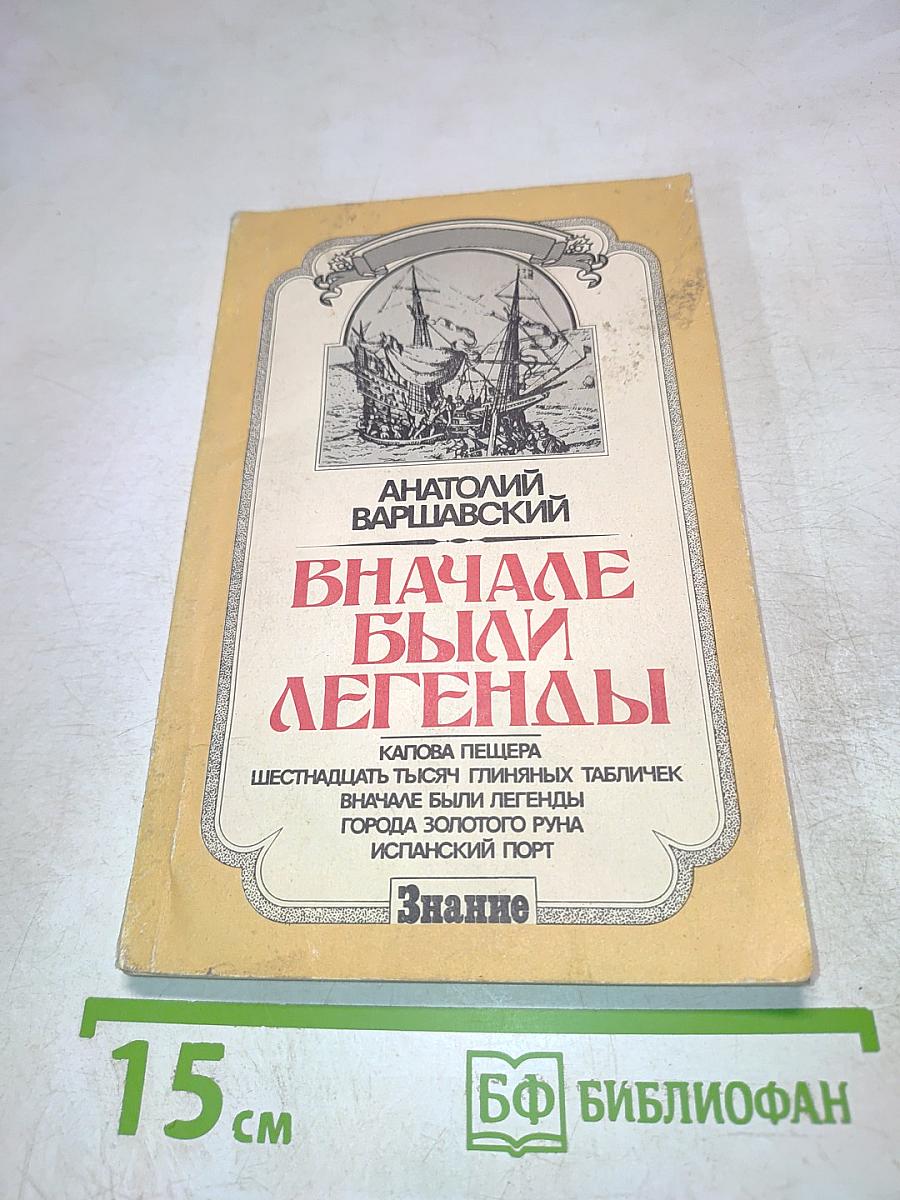 АНАТОЛИЙ
ВАРШАВСКИЙ
ВНАЧАЛЕ
БЫЛИ
ЛЕГЕНДЫ
КАПОВА ПЕЩЕРА
ШЕСТНАДЦАТЬ ТЫСЯЧ ГЛИНЯНЫХ ТАБЛИЧЕК
ВНАЧАЛЕ БЫЛИ ЛЕГЕНДЫ
ГОРОДА ЗОЛОТОГО РУНА
ИСПАНСКИЙ ПОРТ
Знание
15 см
БФ БИБЛИОФАН